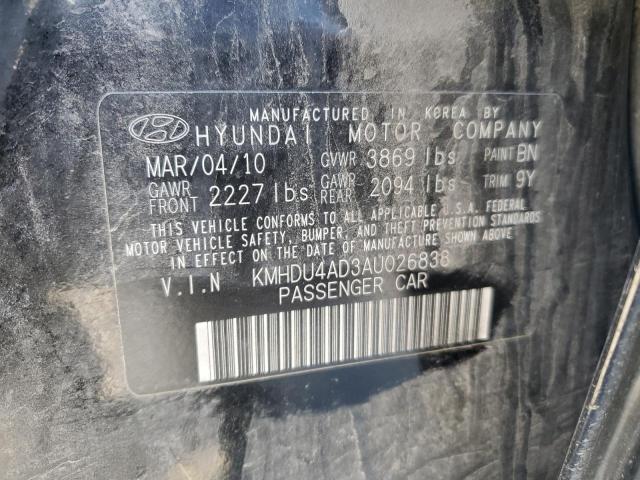 MANUFACTURED IN KOREA BY
HYUNDAI MOTOR COMPANY
MAR/04/10 GVWR 3869 lbs PAINT BN
GAWR FRONT 2227 lbs GAWR REAR 2094 lbs TRIM 9Y
THIS VEHICLE CONFORMS TO ALL APPLICABLE U.S.A. FEDERAL
MOTOR VEHICLE SAFETY, BUMPER, AND THEFT PREVENTION STANDARDS
IN EFFECT ON THE DATE OF MANUFACTURE SHOWN ABOVE.
V.I.N KMHDU4AD3AU026838
PASSENGER CAR